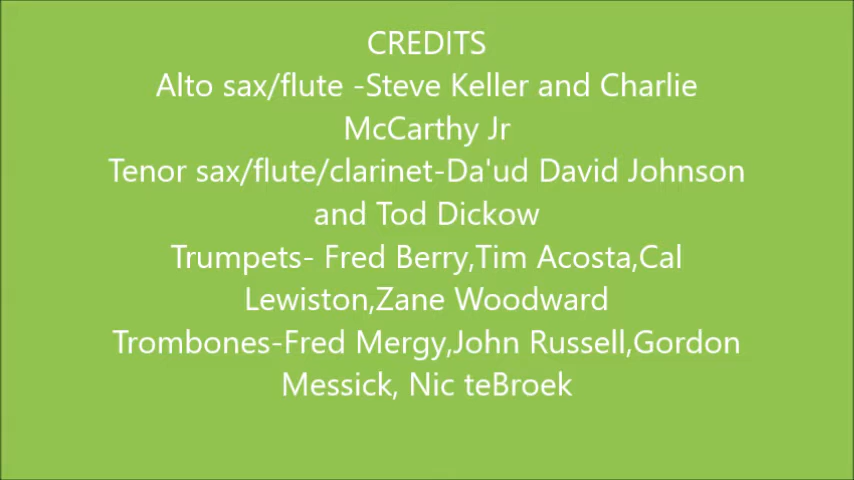 CREDITS
Alto sax/flute -Steve Keller and Charlie
McCarthy Jr
Tenor sax/flute/clarinet-Da'ud David Johnson
and Tod Dickow
Trumpets- Fred Berry,Tim Acosta,Cal
Lewiston,Zane Woodward
Trombones-Fred Mergy,John Russell,Gordon
Messick, Nic teBroek